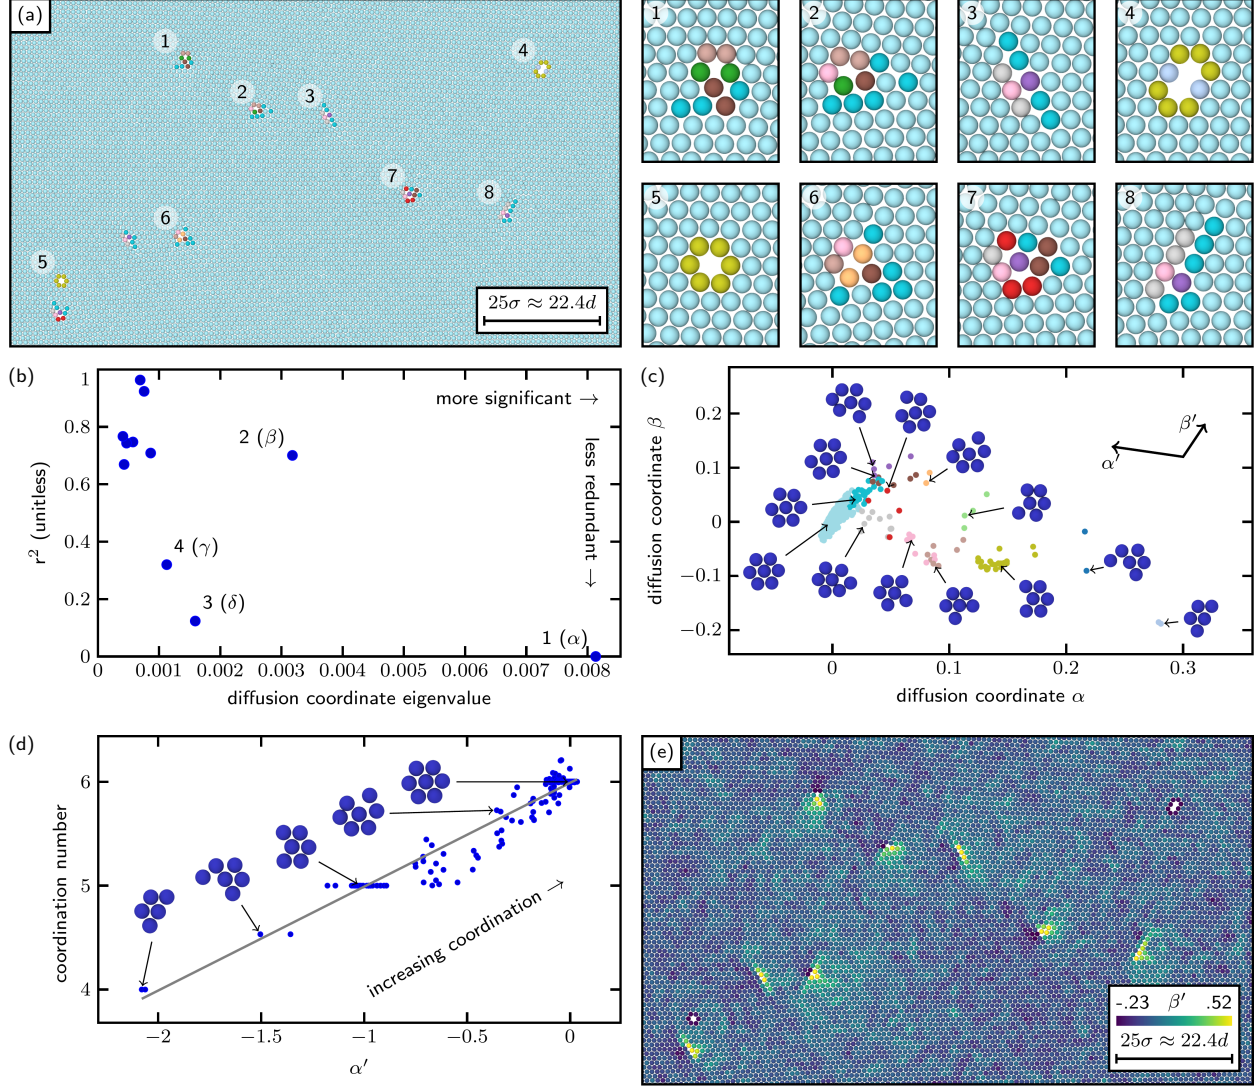 (a)
1
2
3
4
5
6
7
8
25σ ≈ 22.4d
1
2
3
4
5
6
7
8
(b)
r² (unitless)
1
0.8
0.6
0.4
0.2
0
more significant →
less redundant →
2 (β)
4 (γ)
3 (δ)
1 (α)
0
0.001
0.002
0.003
0.004
0.005
0.006
0.007
0.008
diffusion coordinate eigenvalue
(c)
diffusion coordinate β
0.2
0.1
0
−0.1
−0.2
β′
α′
0
0.1
0.2
0.3
diffusion coordinate α
(d)
coordination number
6
5
4
increasing coordination →
−2
−1.5
−1
−0.5
0
α′
(e)
-.23 β′ .52
25σ ≈ 22.4d